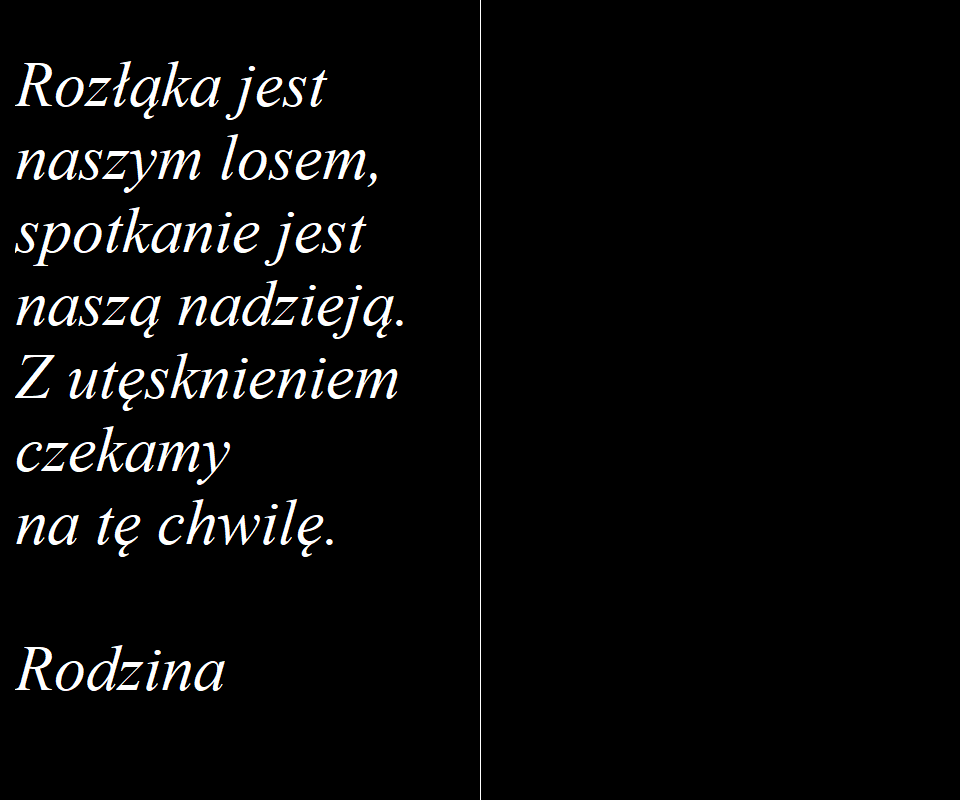 Rozłąka jest
naszym losem,
spotkanie jest
naszą nadzieją.
Z utęsknieniem
czekamy
na tę chwilę.
Rodzina